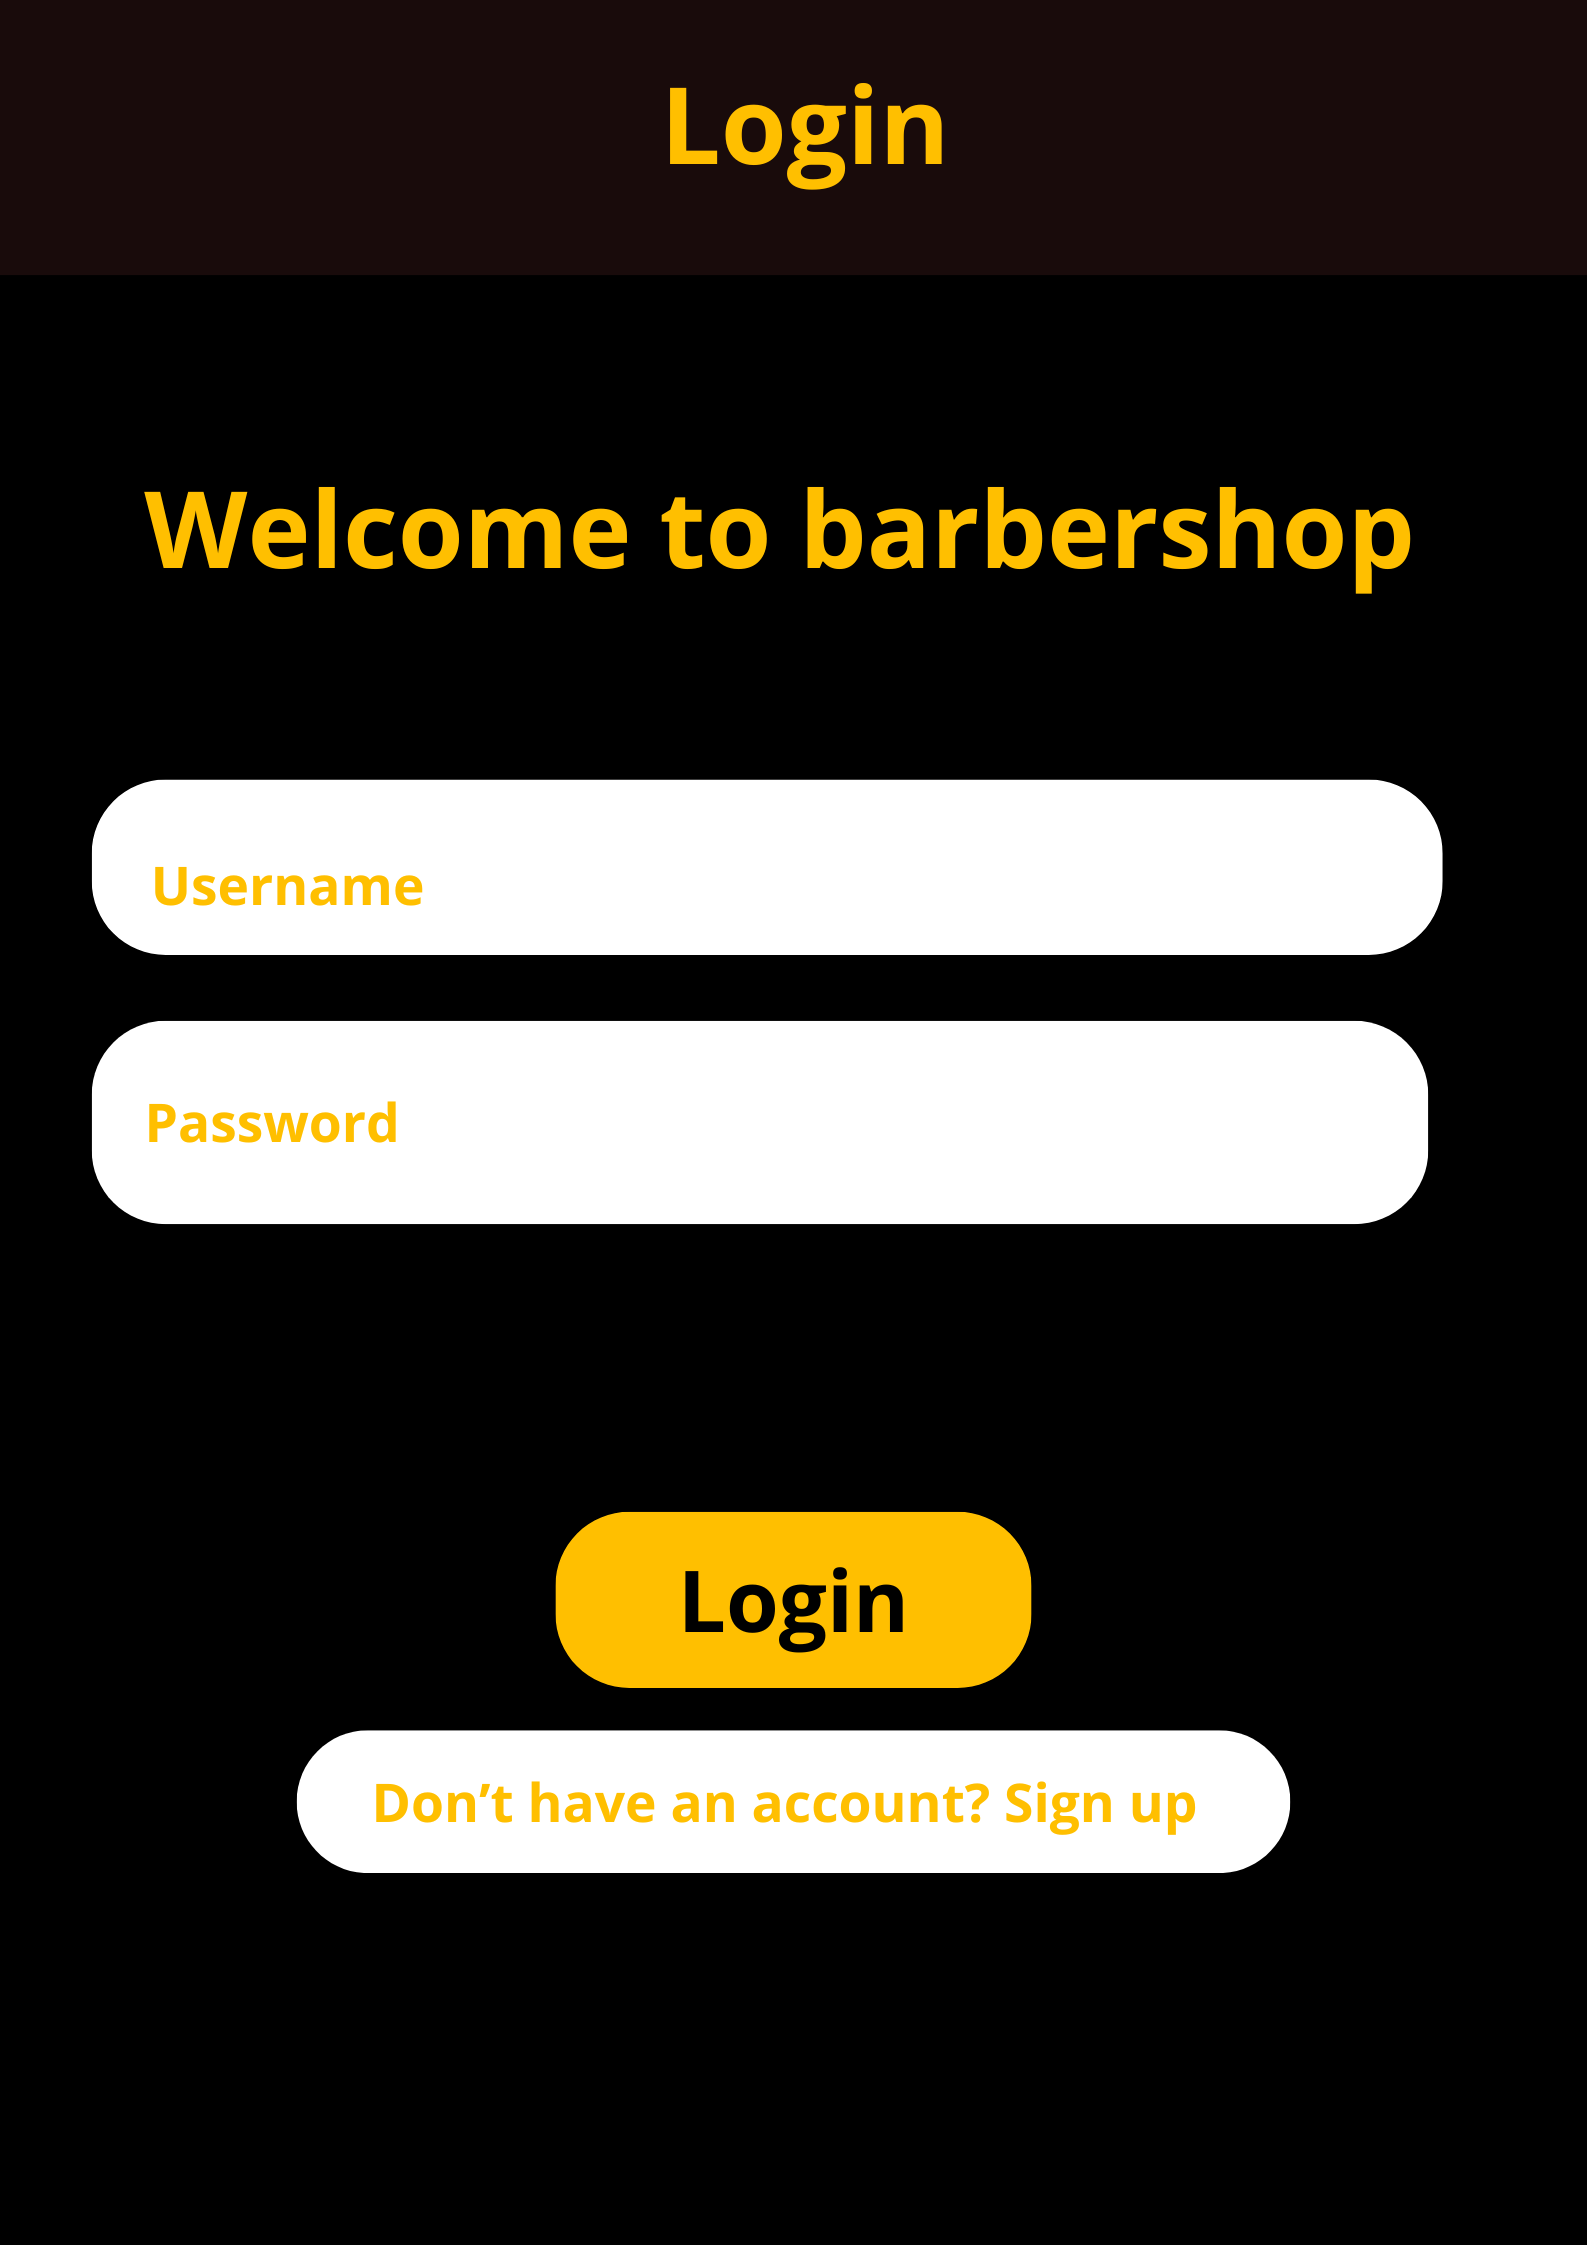 Login
Welcome to barbershop
Username
Password
Login
Don’t have an account? Sign up